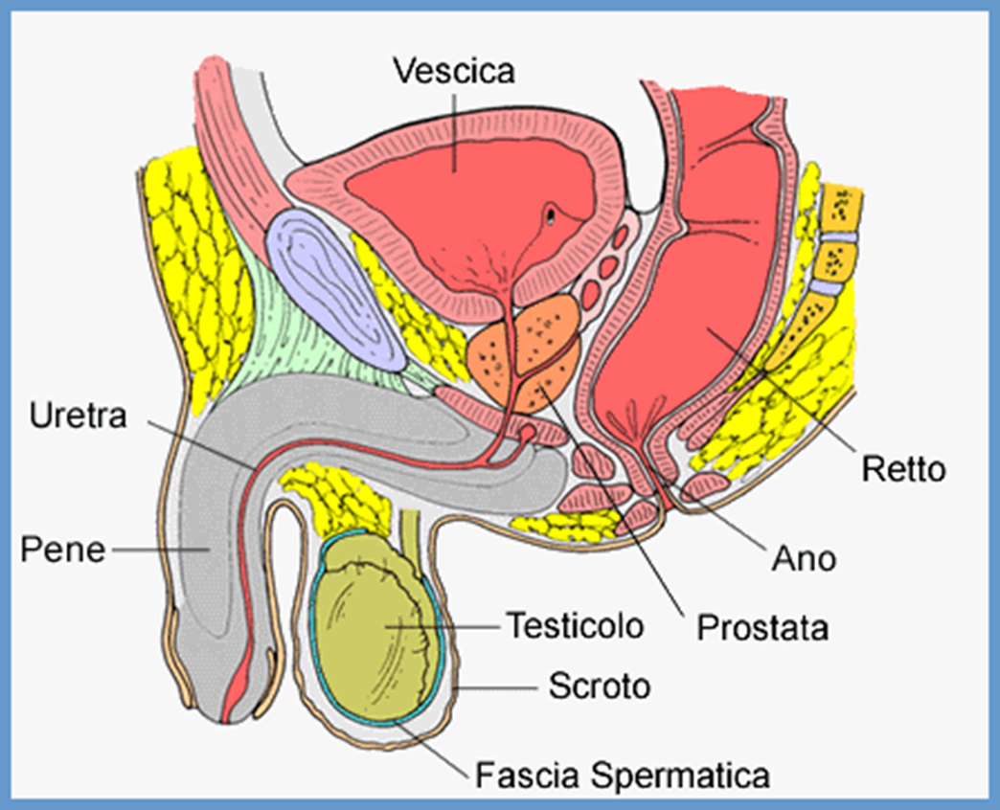 Vescica
Uretra
Retto
Pene
Ano
Testicolo
Prostata
Scroto
Fascia Spermatica